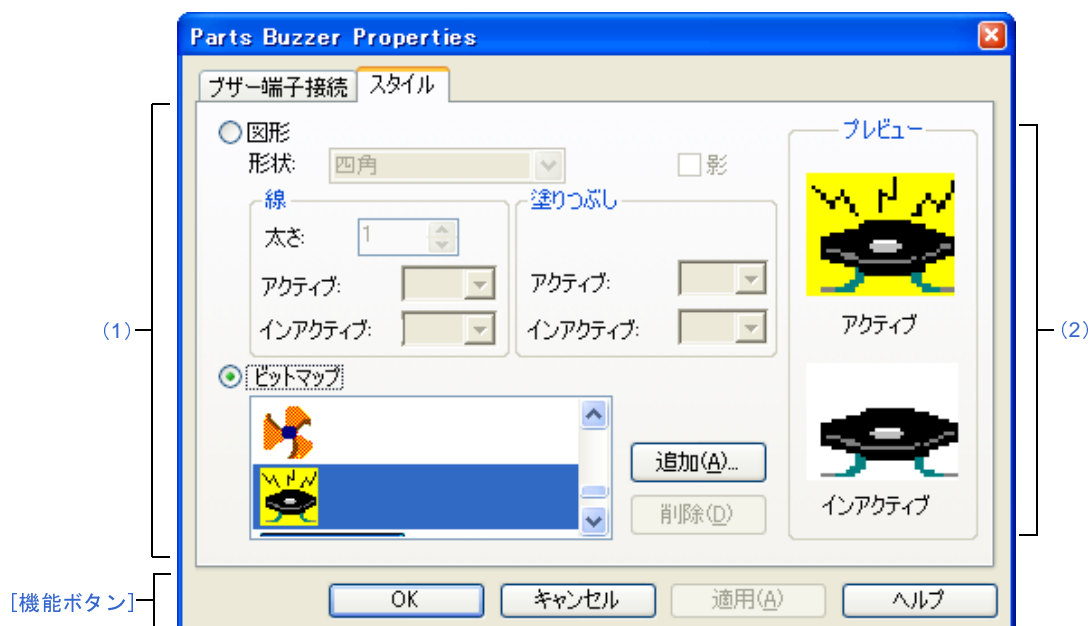 Parts Buzzer Properties
ブザー端子接続 スタイル
図形
形状: 四角 影
線
太さ: 1
アクティブ:
インアクティブ:
塗りつぶし
アクティブ:
インアクティブ:
ビットマップ
追加(A)...
削除(D)
プレビュー
アクティブ
インアクティブ
(1)
(2)
[機能ボタン]
OK キャンセル 適用(A) ヘルプ